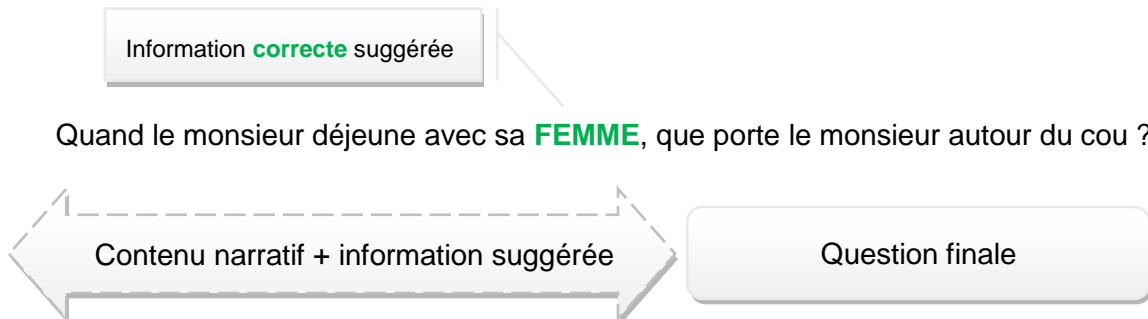 Information correcte suggérée
Quand le monsieur déjeune avec sa FEMME, que porte le monsieur autour du cou ?
Contenu narratif + information suggérée
Question finale